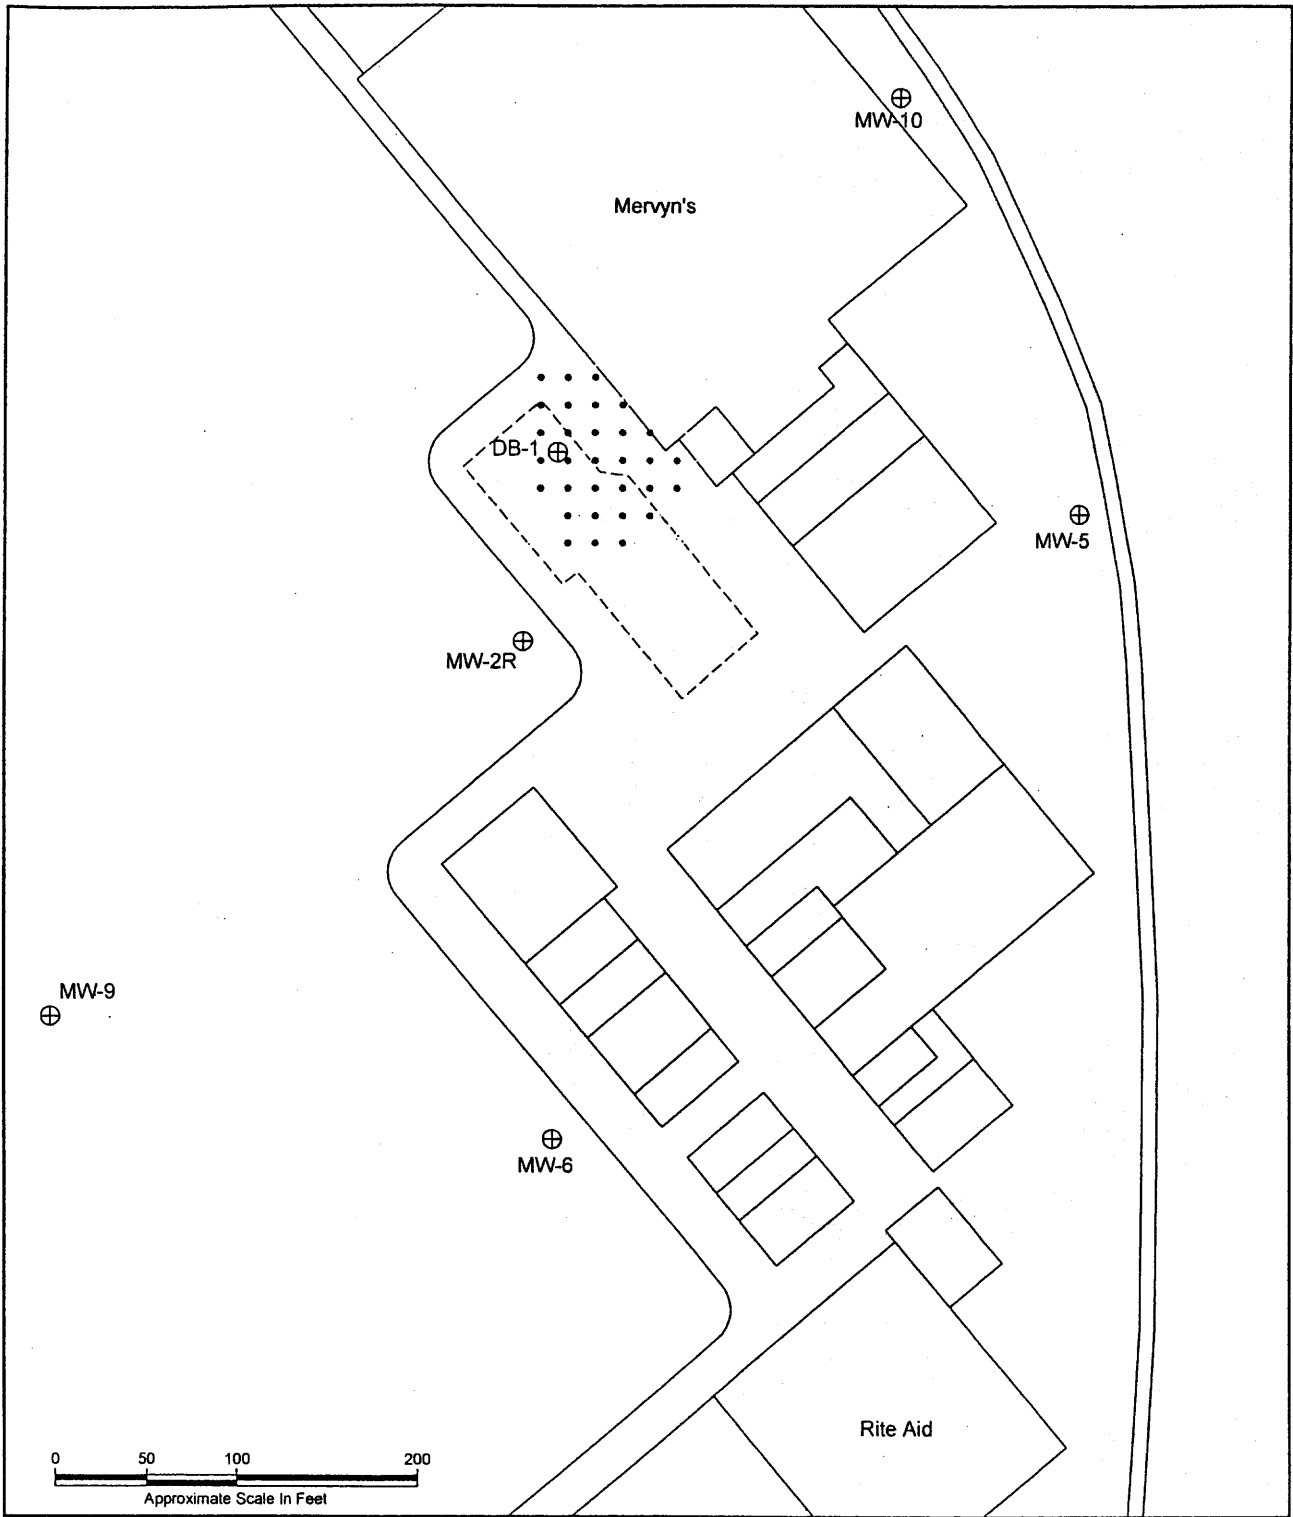 MW-10
Mervyn's
DB-1
MW-5
MW-2R
MW-9
MW-6
Rite Aid
0 50 100 200
Approximate Scale In Feet